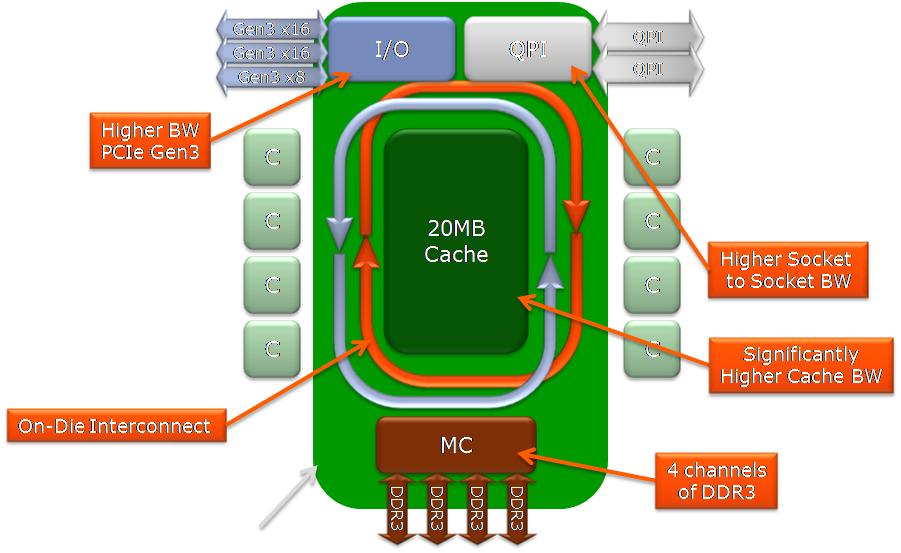 Gen3 x16
Gen3 x16
Gen3 x8
I/O
QPI
QPI
QPI
Higher BW
PCIe Gen3
C
C
C
C
C
C
C
C
20MB
Cache
Higher Socket
to Socket BW
Significantly
Higher Cache BW
On-Die Interconnect
MC
4 channels
of DDR3
DDR3
DDR3
DDR3
DDR3